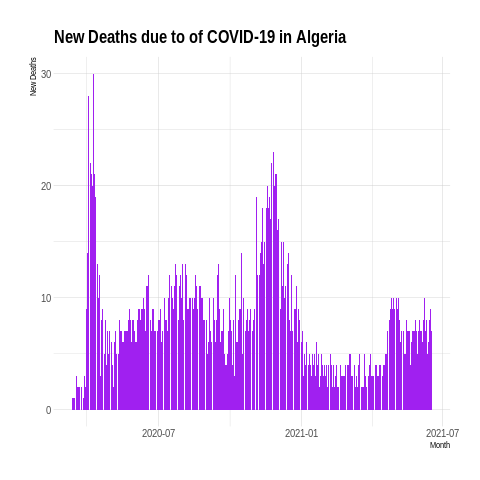 New Deaths due to of COVID-19 in Algeria
New Deaths
30
20
10
0
2020-07
2021-01
2021-07
Month